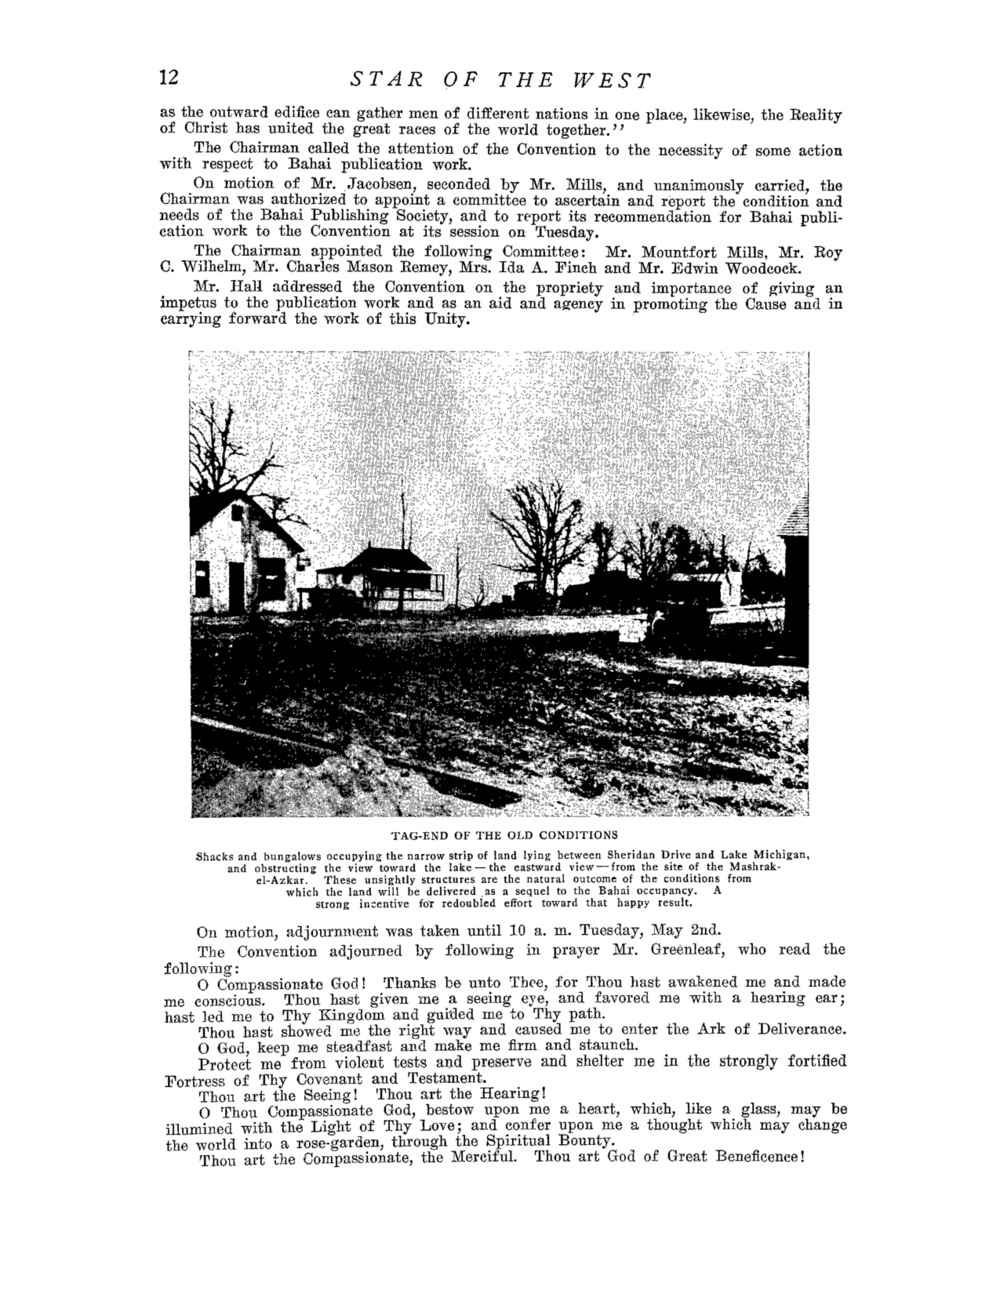 12 STAR OF THE WEST
as the outward edifice can gather men of different nations in one place, likewise, the Reality
of Christ has united the great races of the world together."
The Chairman called the attention of the Convention to the necessity of some action
with respect to Bahai publication work.
On motion of Mr. Jacobsen, seconded by Mr. Mills, and unanimously carried, the
Chairman was authorized to appoint a committee to ascertain and report the condition and
needs of the Bahai Publishing Society, and to report its recommendation for Bahai publi-
cation work to the Convention at its session on Tuesday.
The Chairman appointed the following Committee: Mr. Mountfort Mills, Mr. Roy
C. Wilhelm, Mr. Charles Mason Remey, Mrs. Ida A. Finch and Mr. Edwin Woodcock.
Mr. Hall addressed the Convention on the propriety and importance of giving an
impetus to the publication work and as an aid and agency in promoting the Cause and in
carrying forward the work of this Unity.
TAG-END OF THE OLD CONDITIONS
Shacks and bungalows occupying the narrow strip of land lying between Sheridan Drive and Lake Michigan,
and obstructing the view toward the lake—the eastward view—from the site of the Mashrak-
el-Azkar. These unsightly structures are the natural outcome of the conditions from
which the land will be delivered as a sequel to the Bahai occupancy. A
strong incentive for redoubled effort toward that happy result.
On motion, adjournment was taken until 10 a. m. Tuesday, May 2nd.
The Convention adjourned by following in prayer Mr. Greenleaf, who read the
following:
O Compassionate God! Thanks be unto Thee, for Thou hast awakened me and made
me conscious. Thou hast given me a seeing eye, and favored me with a hearing ear;
hast led me to Thy Kingdom and guided me to Thy path.
Thou hast showed me the right way and caused me to enter the Ark of Deliverance.
O God, keep me steadfast and make me firm and staunch.
Protect me from violent tests and preserve and shelter me in the strongly fortified
Fortress of Thy Covenant and Testament.
Thou art the Seeing! Thou art the Hearing!
O Thou Compassionate God, bestow upon me a heart, which, like a glass, may be
illumined with the Light of Thy Love; and confer upon me a thought which may change
the world into a rose-garden, through the Spiritual Bounty.
Thou art the Compassionate, the Merciful. Thou art God of Great Beneficence!